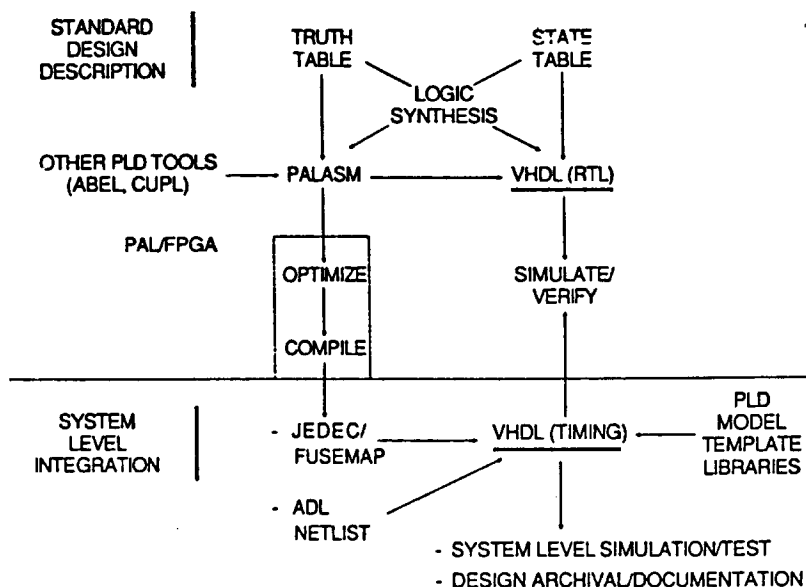 STANDARD
DESIGN
DESCRIPTION
TRUTH
TABLE
STATE
TABLE
LOGIC
SYNTHESIS
OTHER PLD TOOLS
(ABEL, CUPL)
PALASM
VHDL (RTL)
PAL/FPGA
OPTIMIZE
SIMULATE/
VERIFY
COMPILE
SYSTEM
LEVEL
INTEGRATION
- JEDEC/
FUSEMAP
VHDL (TIMING)
PLD
MODEL
TEMPLATE
LIBRARIES
- ADL
NETLIST
- SYSTEM LEVEL SIMULATION/TEST
- DESIGN ARCHIVAL/DOCUMENTATION